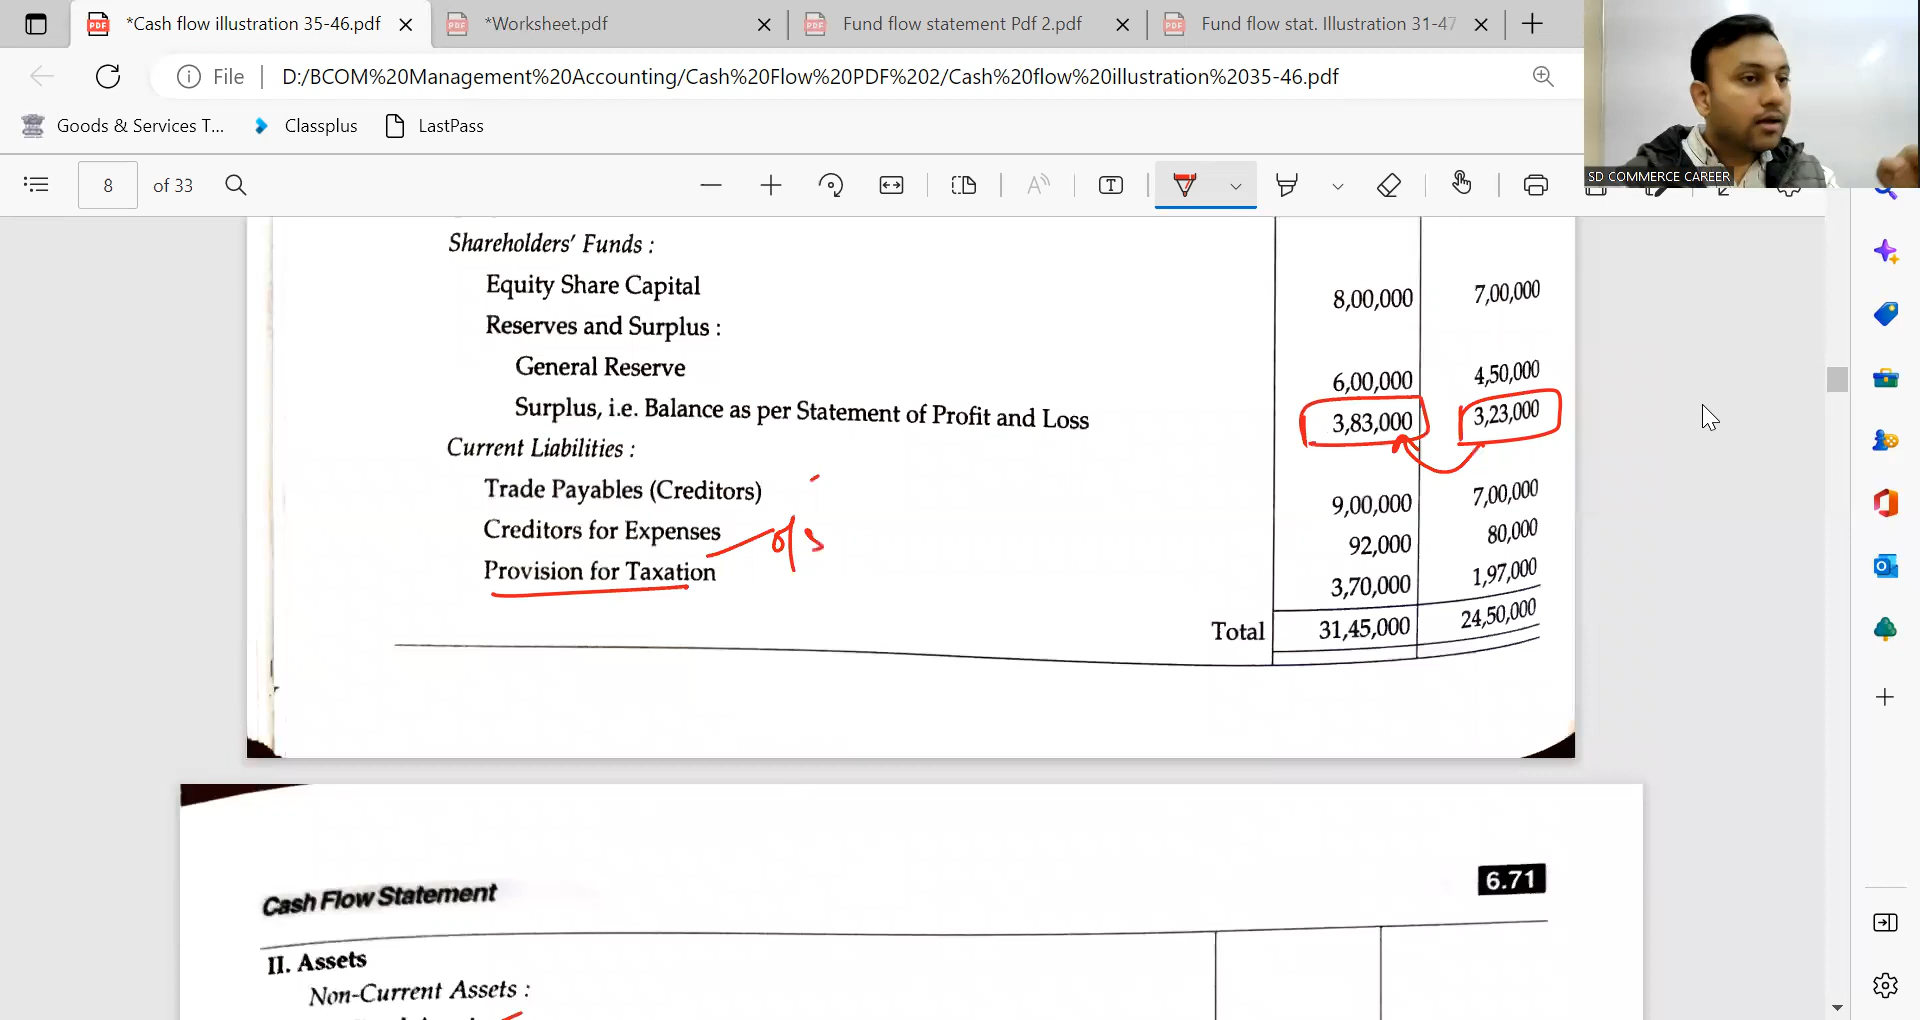 *Cash flow illustration 35-46.pdf
*Worksheet.pdf
Fund flow statement Pdf 2.pdf
Fund flow stat. Illustration 31-47
File
D:/BCOM%20Management%20Accounting/Cash%20Flow%20PDF%202/Cash%20flow%20illustration%2035-46.pdf
Goods & Services T...
Classplus
LastPass
SD COMMERCE CAREER
8 of 33
Shareholders' Funds :
Equity Share Capital 8,00,000 7,00,000
Reserves and Surplus :
General Reserve 6,00,000 4,50,000
Surplus, i.e. Balance as per Statement of Profit and Loss 3,83,000 3,23,000
Current Liabilities :
Trade Payables (Creditors) 9,00,000 7,00,000
Creditors for Expenses o/s 92,000 80,000
Provision for Taxation 3,70,000 1,97,000
Total 31,45,000 24,50,000
Cash Flow Statement 6.71
II. Assets
Non-Current Assets :